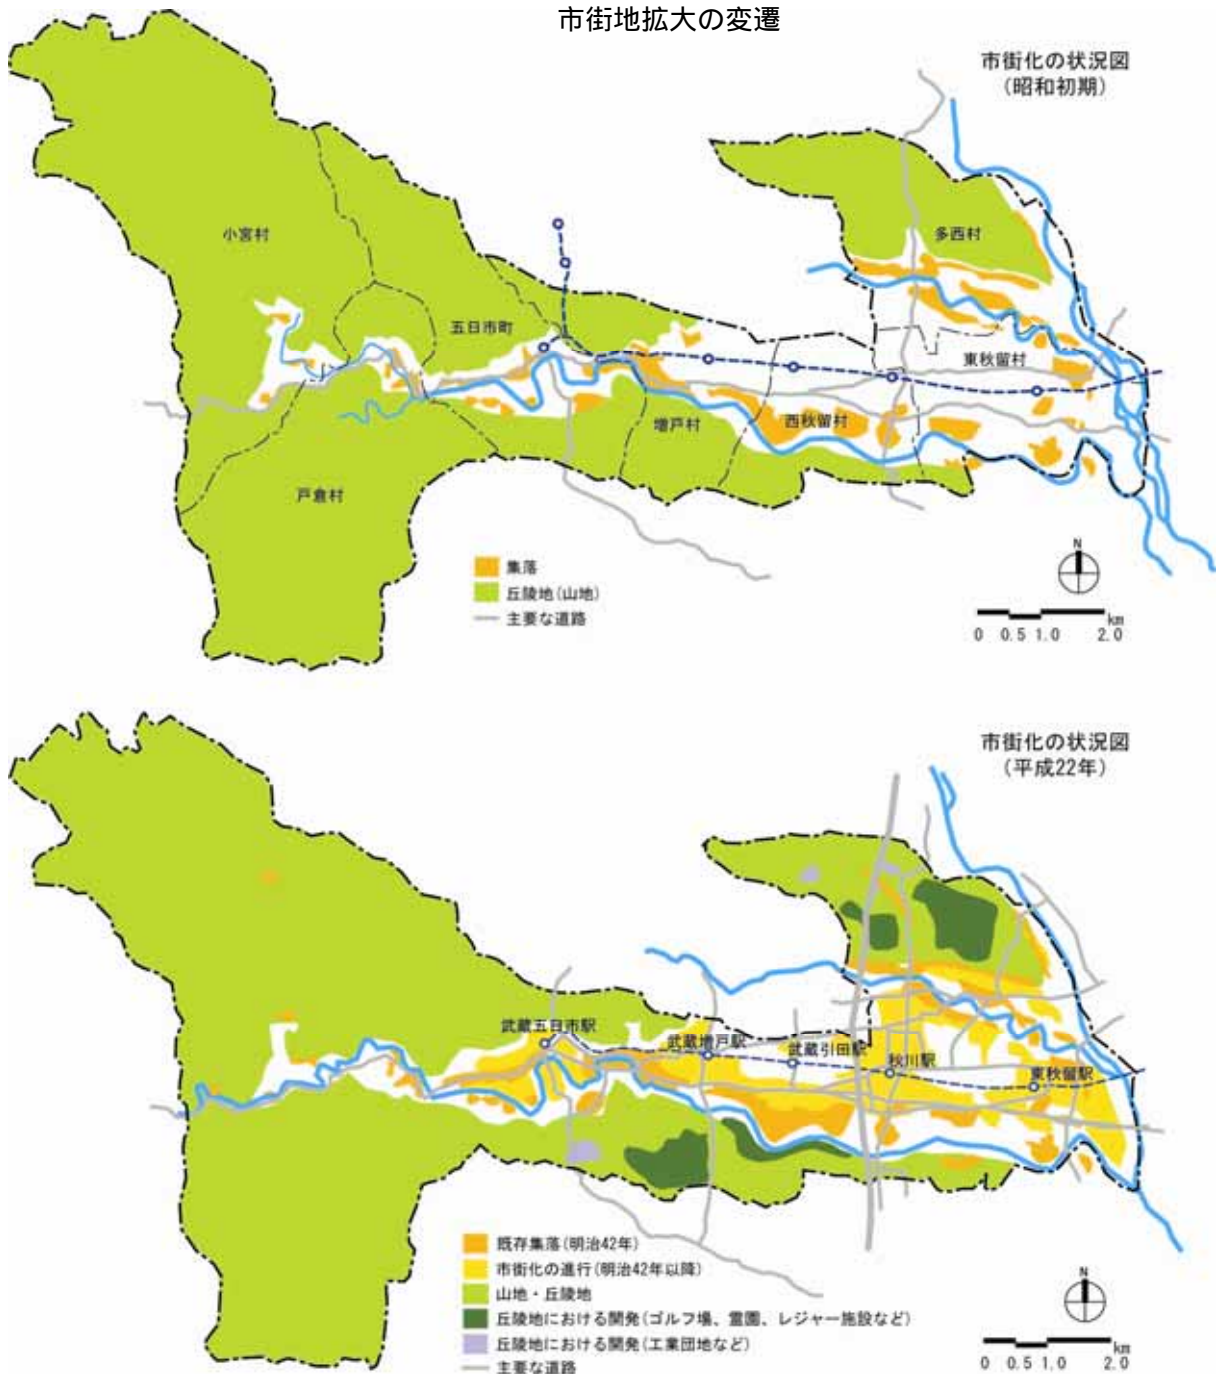 市街地拡大の変遷
市街化の状況図
(昭和初期)
小宮村
多西村
五日市町
東秋留村
増戸村
西秋留村
戸倉村
集落
丘陵地(山地)
主要な道路
N
km
0 0.5 1.0 2.0
市街化の状況図
(平成22年)
武蔵五日市駅
武蔵増戸駅
武蔵引田駅
秋川駅
東秋留駅
既存集落(明治42年)
市街化の進行(明治42年以降)
山地・丘陵地
丘陵地における開発(ゴルフ場、霊園、レジャー施設など)
丘陵地における開発(工業団地など)
主要な道路
N
km
0 0.5 1.0 2.0